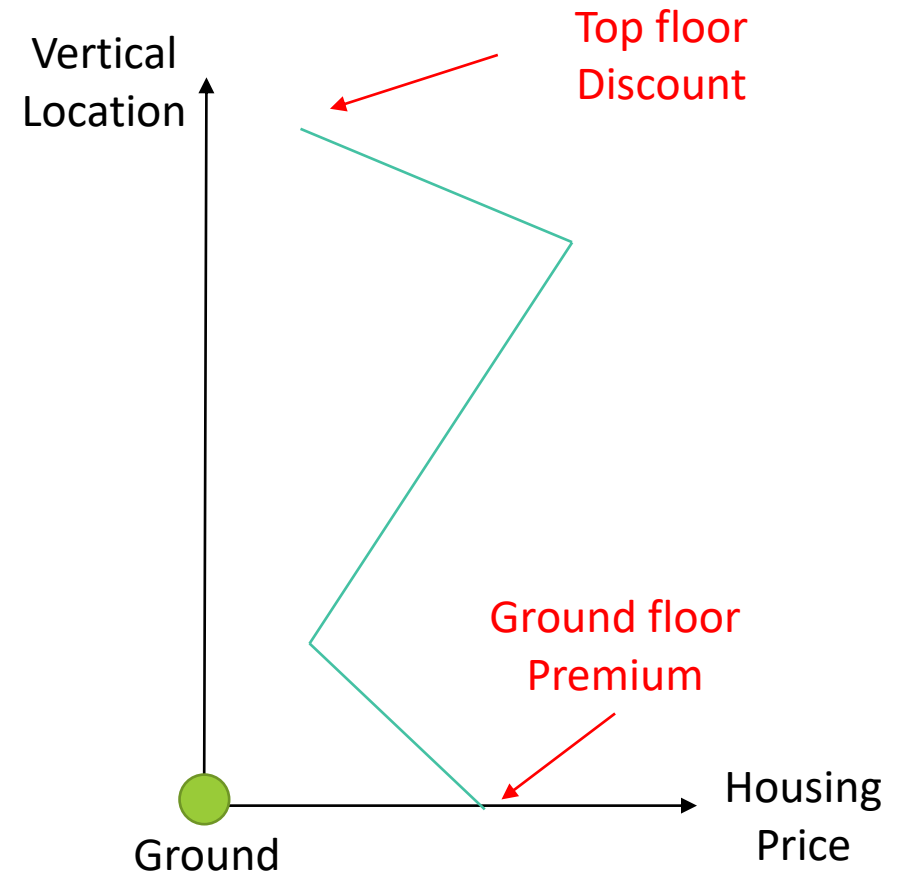 Top floor
Discount
Vertical
Location
Ground floor
Premium
Housing
Price
Ground